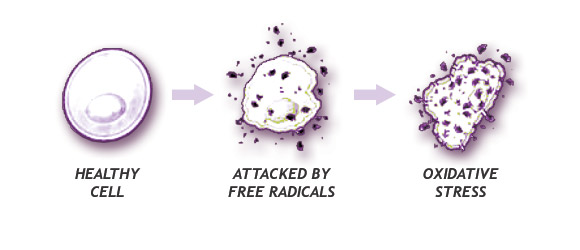 HEALTHY
CELL
ATTACKED BY
FREE RADICALS
OXIDATIVE
STRESS